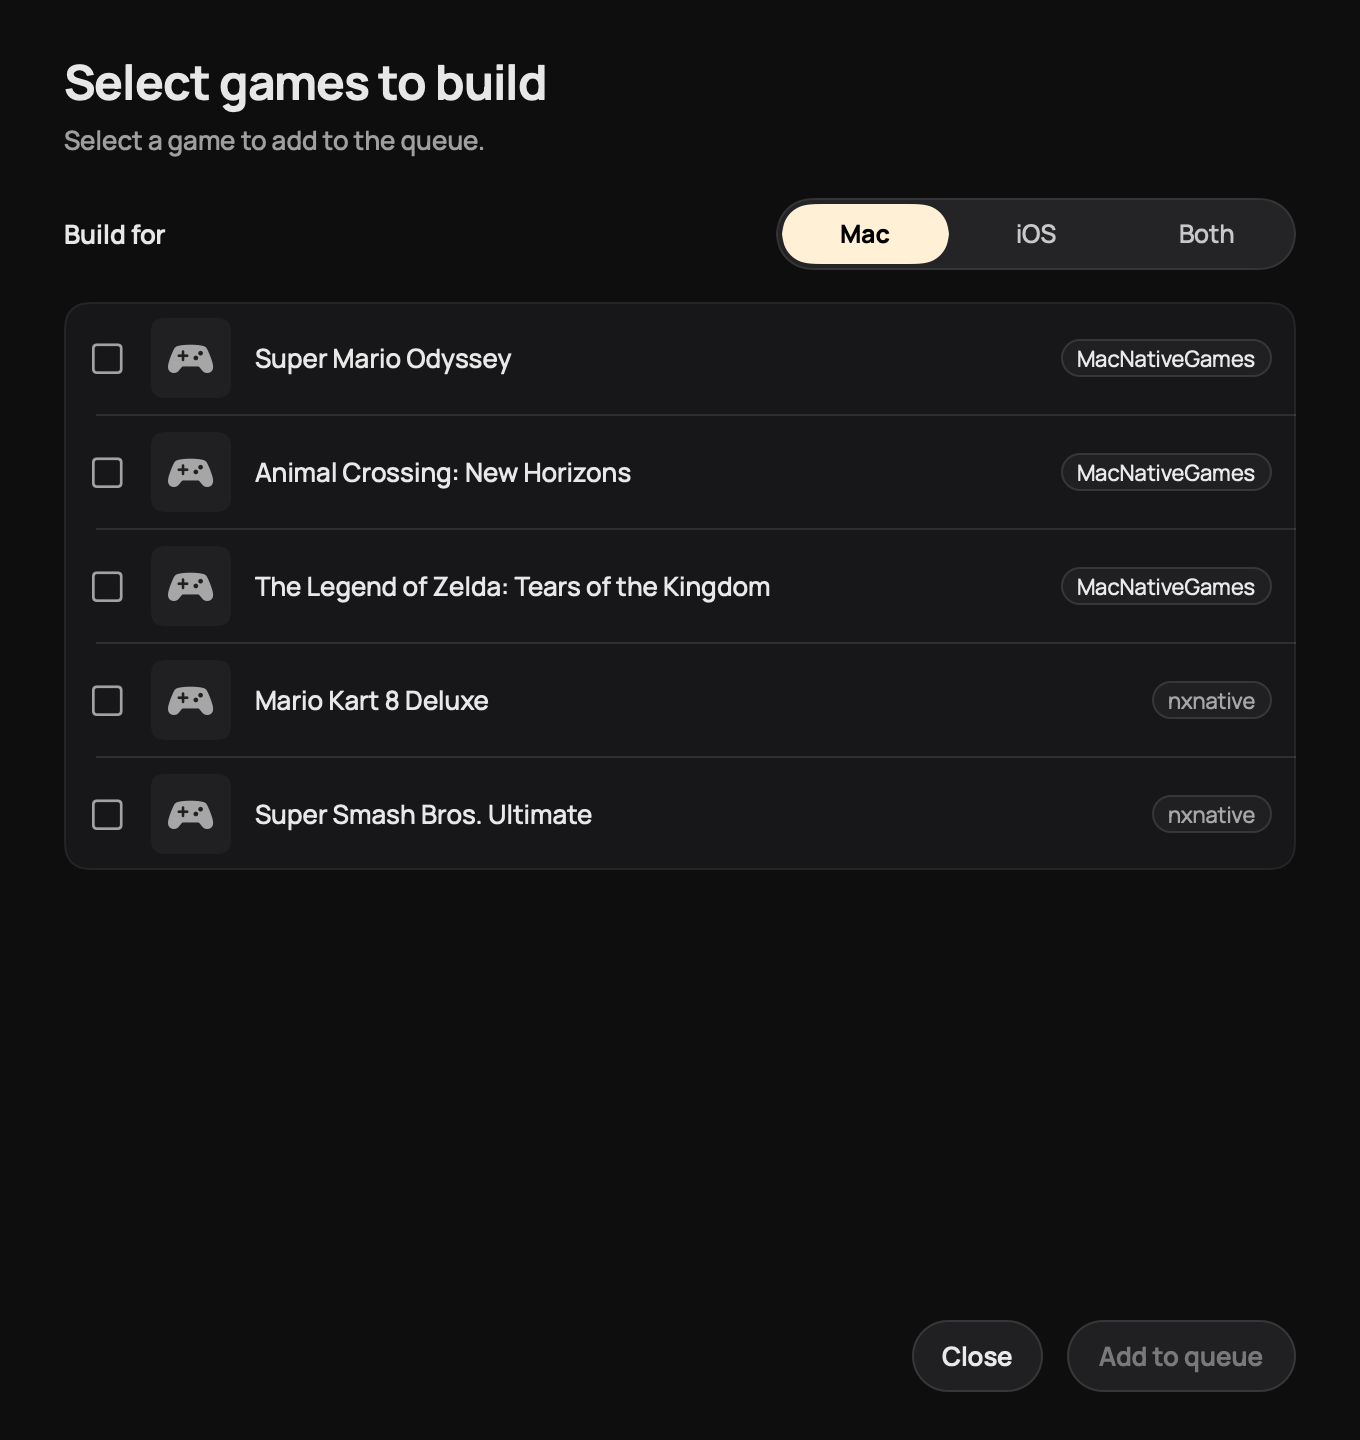 Select games to build
Select a game to add to the queue.
Build for
Mac
iOS
Both
Super Mario Odyssey
MacNativeGames
Animal Crossing: New Horizons
MacNativeGames
The Legend of Zelda: Tears of the Kingdom
MacNativeGames
Mario Kart 8 Deluxe
nxnative
Super Smash Bros. Ultimate
nxnative
Close
Add to queue